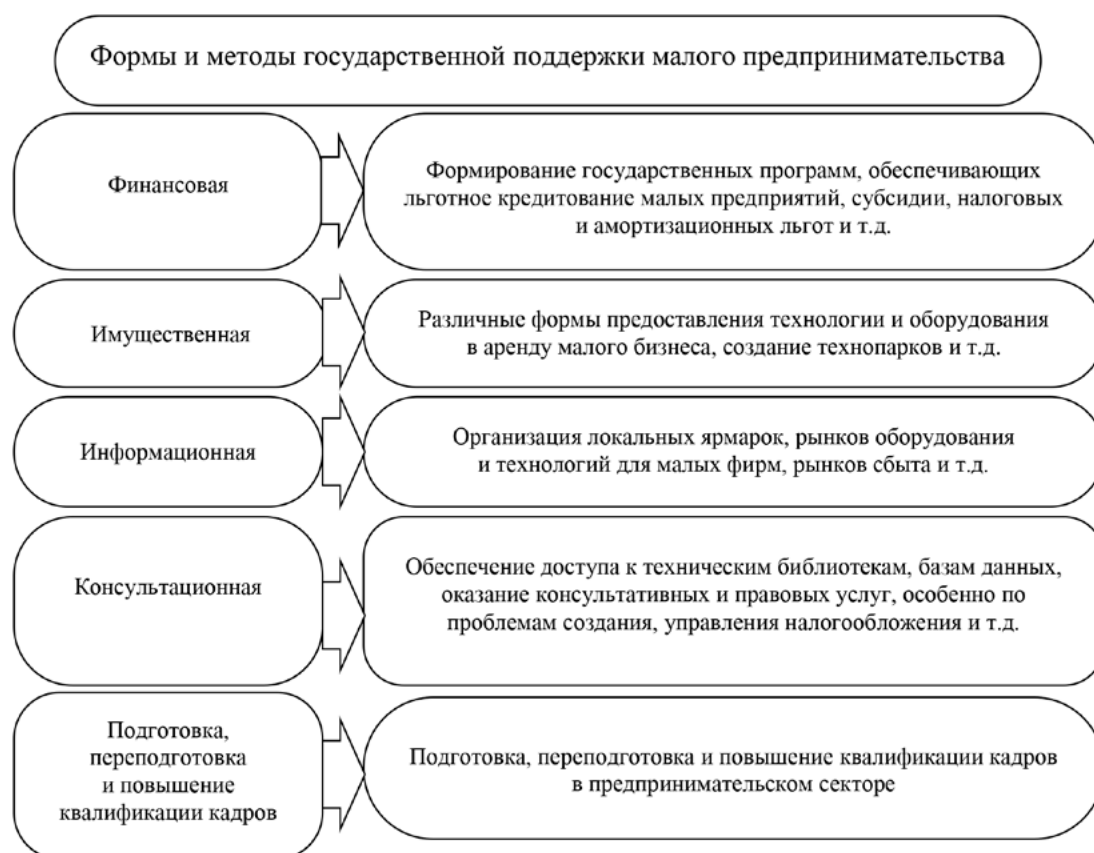 Формы и методы государственной поддержки малого предпринимательства
Финансовая
Формирование государственных программ, обеспечивающих
льготное кредитование малых предприятий, субсидии, налоговых
и амортизационных льгот и т.д.
Имущественная
Различные формы предоставления технологии и оборудования
в аренду малого бизнеса, создание технопарков и т.д.
Информационная
Организация локальных ярмарок, рынков оборудования
и технологий для малых фирм, рынков сбыта и т.д.
Консультационная
Обеспечение доступа к техническим библиотекам, базам данных,
оказание консультативных и правовых услуг, особенно по
проблемам создания, управления налогообложения и т.д.
Подготовка,
переподготовка
и повышение
квалификации кадров
Подготовка, переподготовка и повышение квалификации кадров
в предпринимательском секторе